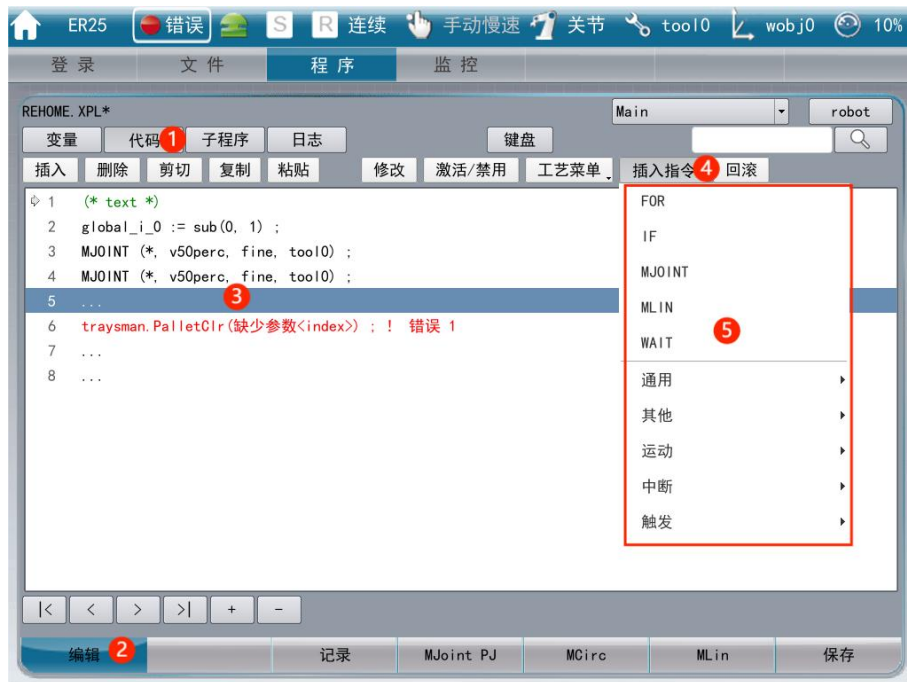 ER25 错误 S R 连续 手动慢速 关节 tool0 wobj0 10%
登录 文件 程序 监控
REHOME.XPL* Main robot
变量 代码 1 子程序 日志 键盘
插入 删除 剪切 复制 粘贴 修改 激活/禁用 工艺菜单 插入指令 4 回滚
1 (* text *)
2 global_i_0 := sub(0, 1) ;
3 MJOINT (*, v50perc, fine, tool0) ;
4 MJOINT (*, v50perc, fine, tool0) ;
5 ... 3
6 traysman.PalletClr(缺少参数<index>) ; ! 错误 1
7 ...
8 ...
FOR
IF
MJOINT
MLIN
WAIT
5
通用
其他
运动
中断
触发
|< < > >| + -
编辑 2 记录 MJoint PJ MCirc MLin 保存